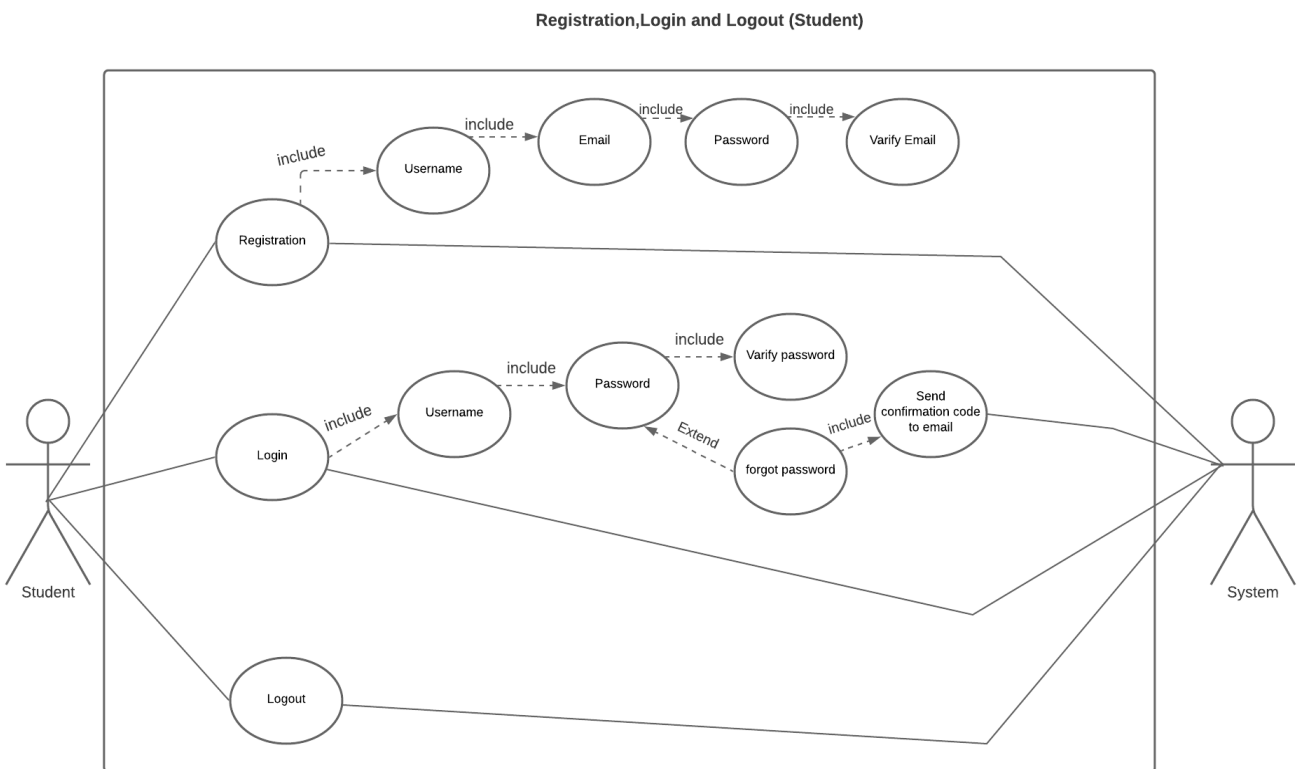 Registration,Login and Logout (Student)
include
include
include
include
Email
Password
Varify Email
Username
Registration
include
Varify password
include
Password
Send
confirmation code
to email
include
Username
include
Extend
Login
forgot password
Student
System
Logout